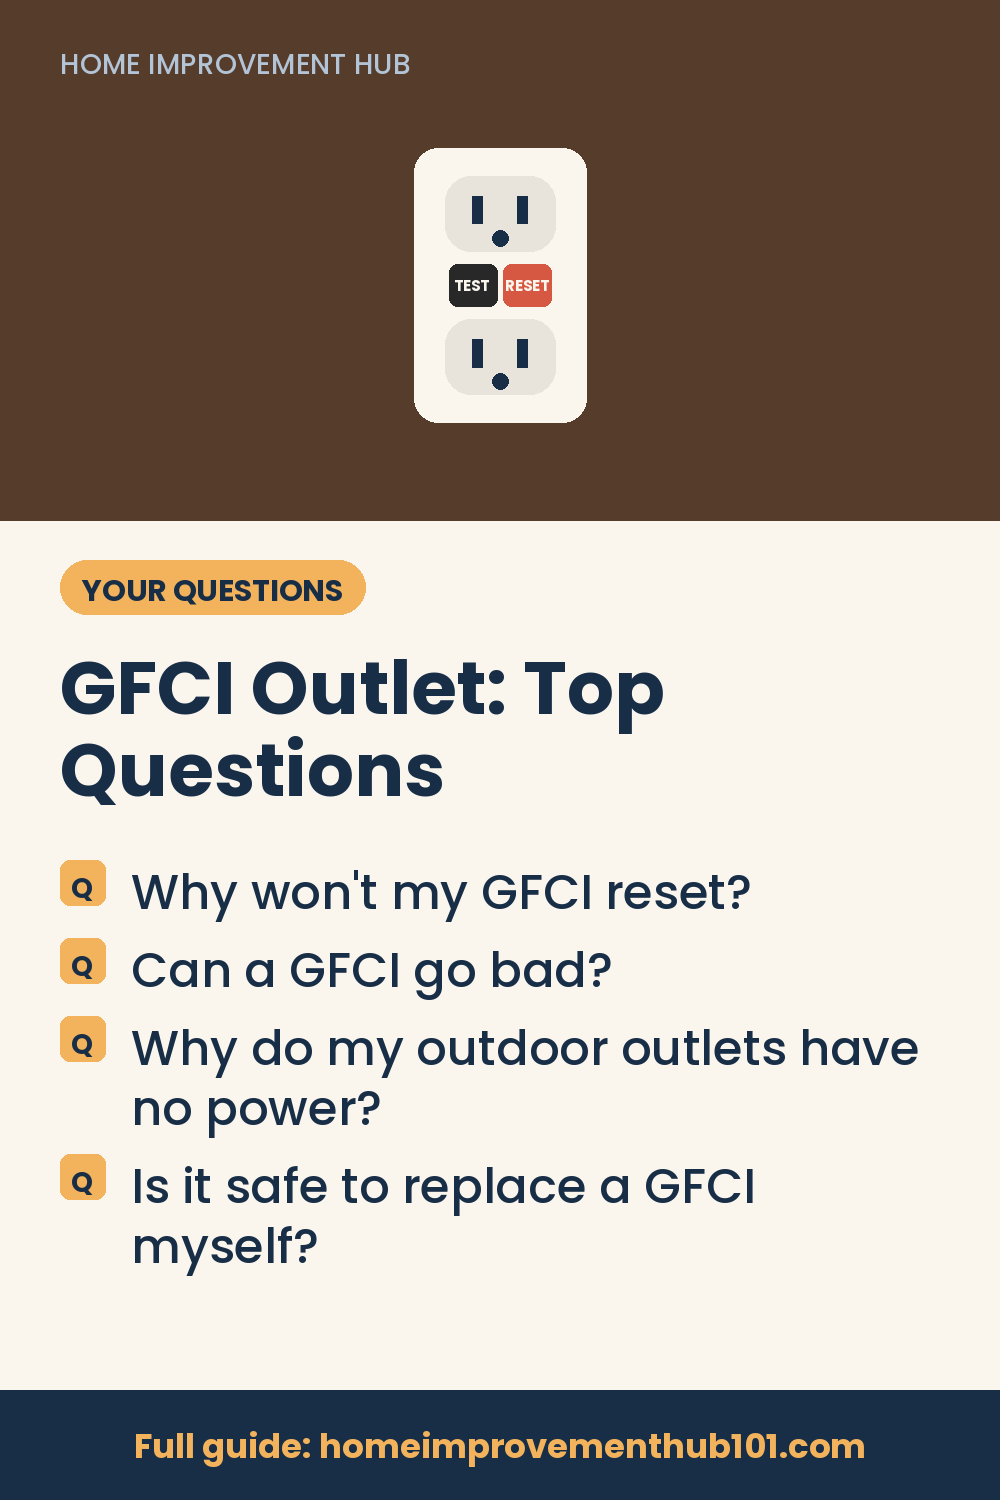 HOME IMPROVEMENT HUB
TEST RESET
YOUR QUESTIONS
GFCI Outlet: Top
Questions
Q Why won't my GFCI reset?
Q Can a GFCI go bad?
Q Why do my outdoor outlets have
no power?
Q Is it safe to replace a GFCI
myself?
Full guide: homeimprovementhub101.com